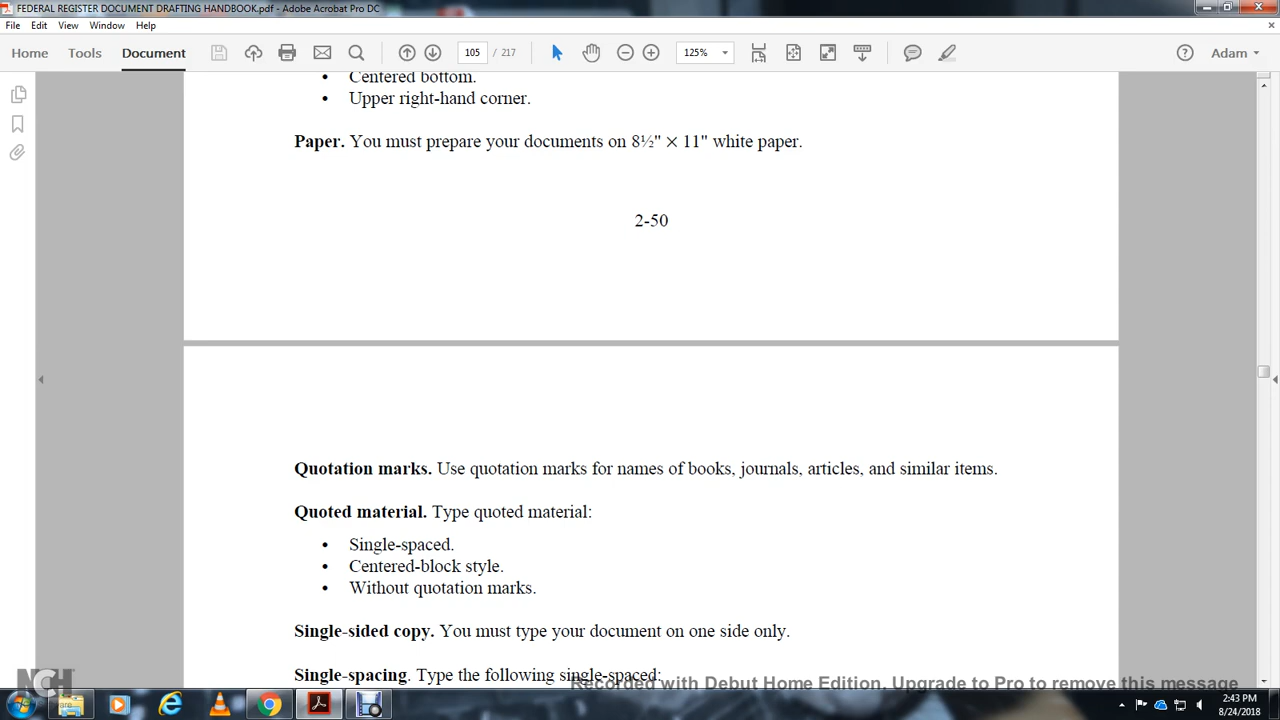 FEDERAL REGISTER DOCUMENT DRAFTING HANDBOOK.pdf - Adobe Acrobat Pro DC
File Edit View Window Help
Home Tools Document 105 / 217 125% Adam
• Centered bottom.
• Upper right-hand corner.
Paper. You must prepare your documents on 8½" × 11" white paper.
2-50
Quotation marks. Use quotation marks for names of books, journals, articles, and similar items.
Quoted material. Type quoted material:
• Single-spaced.
• Centered-block style.
• Without quotation marks.
Single-sided copy. You must type your document on one side only.
Single-spacing. Type the following single-spaced:
NCH
Recorded with Debut Home Edition. Upgrade to Pro to remove this message
2:43 PM
8/24/2018